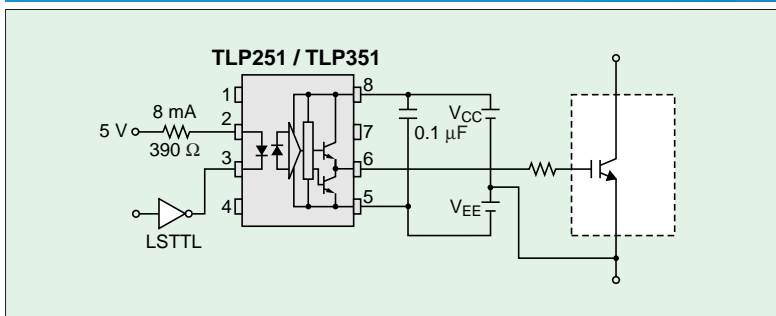 TLP251 / TLP351
1
8
8 mA
5 V
2
7
390 Ω
3
6
4
5
LSTTL
0.1 μF
VCC
VEE